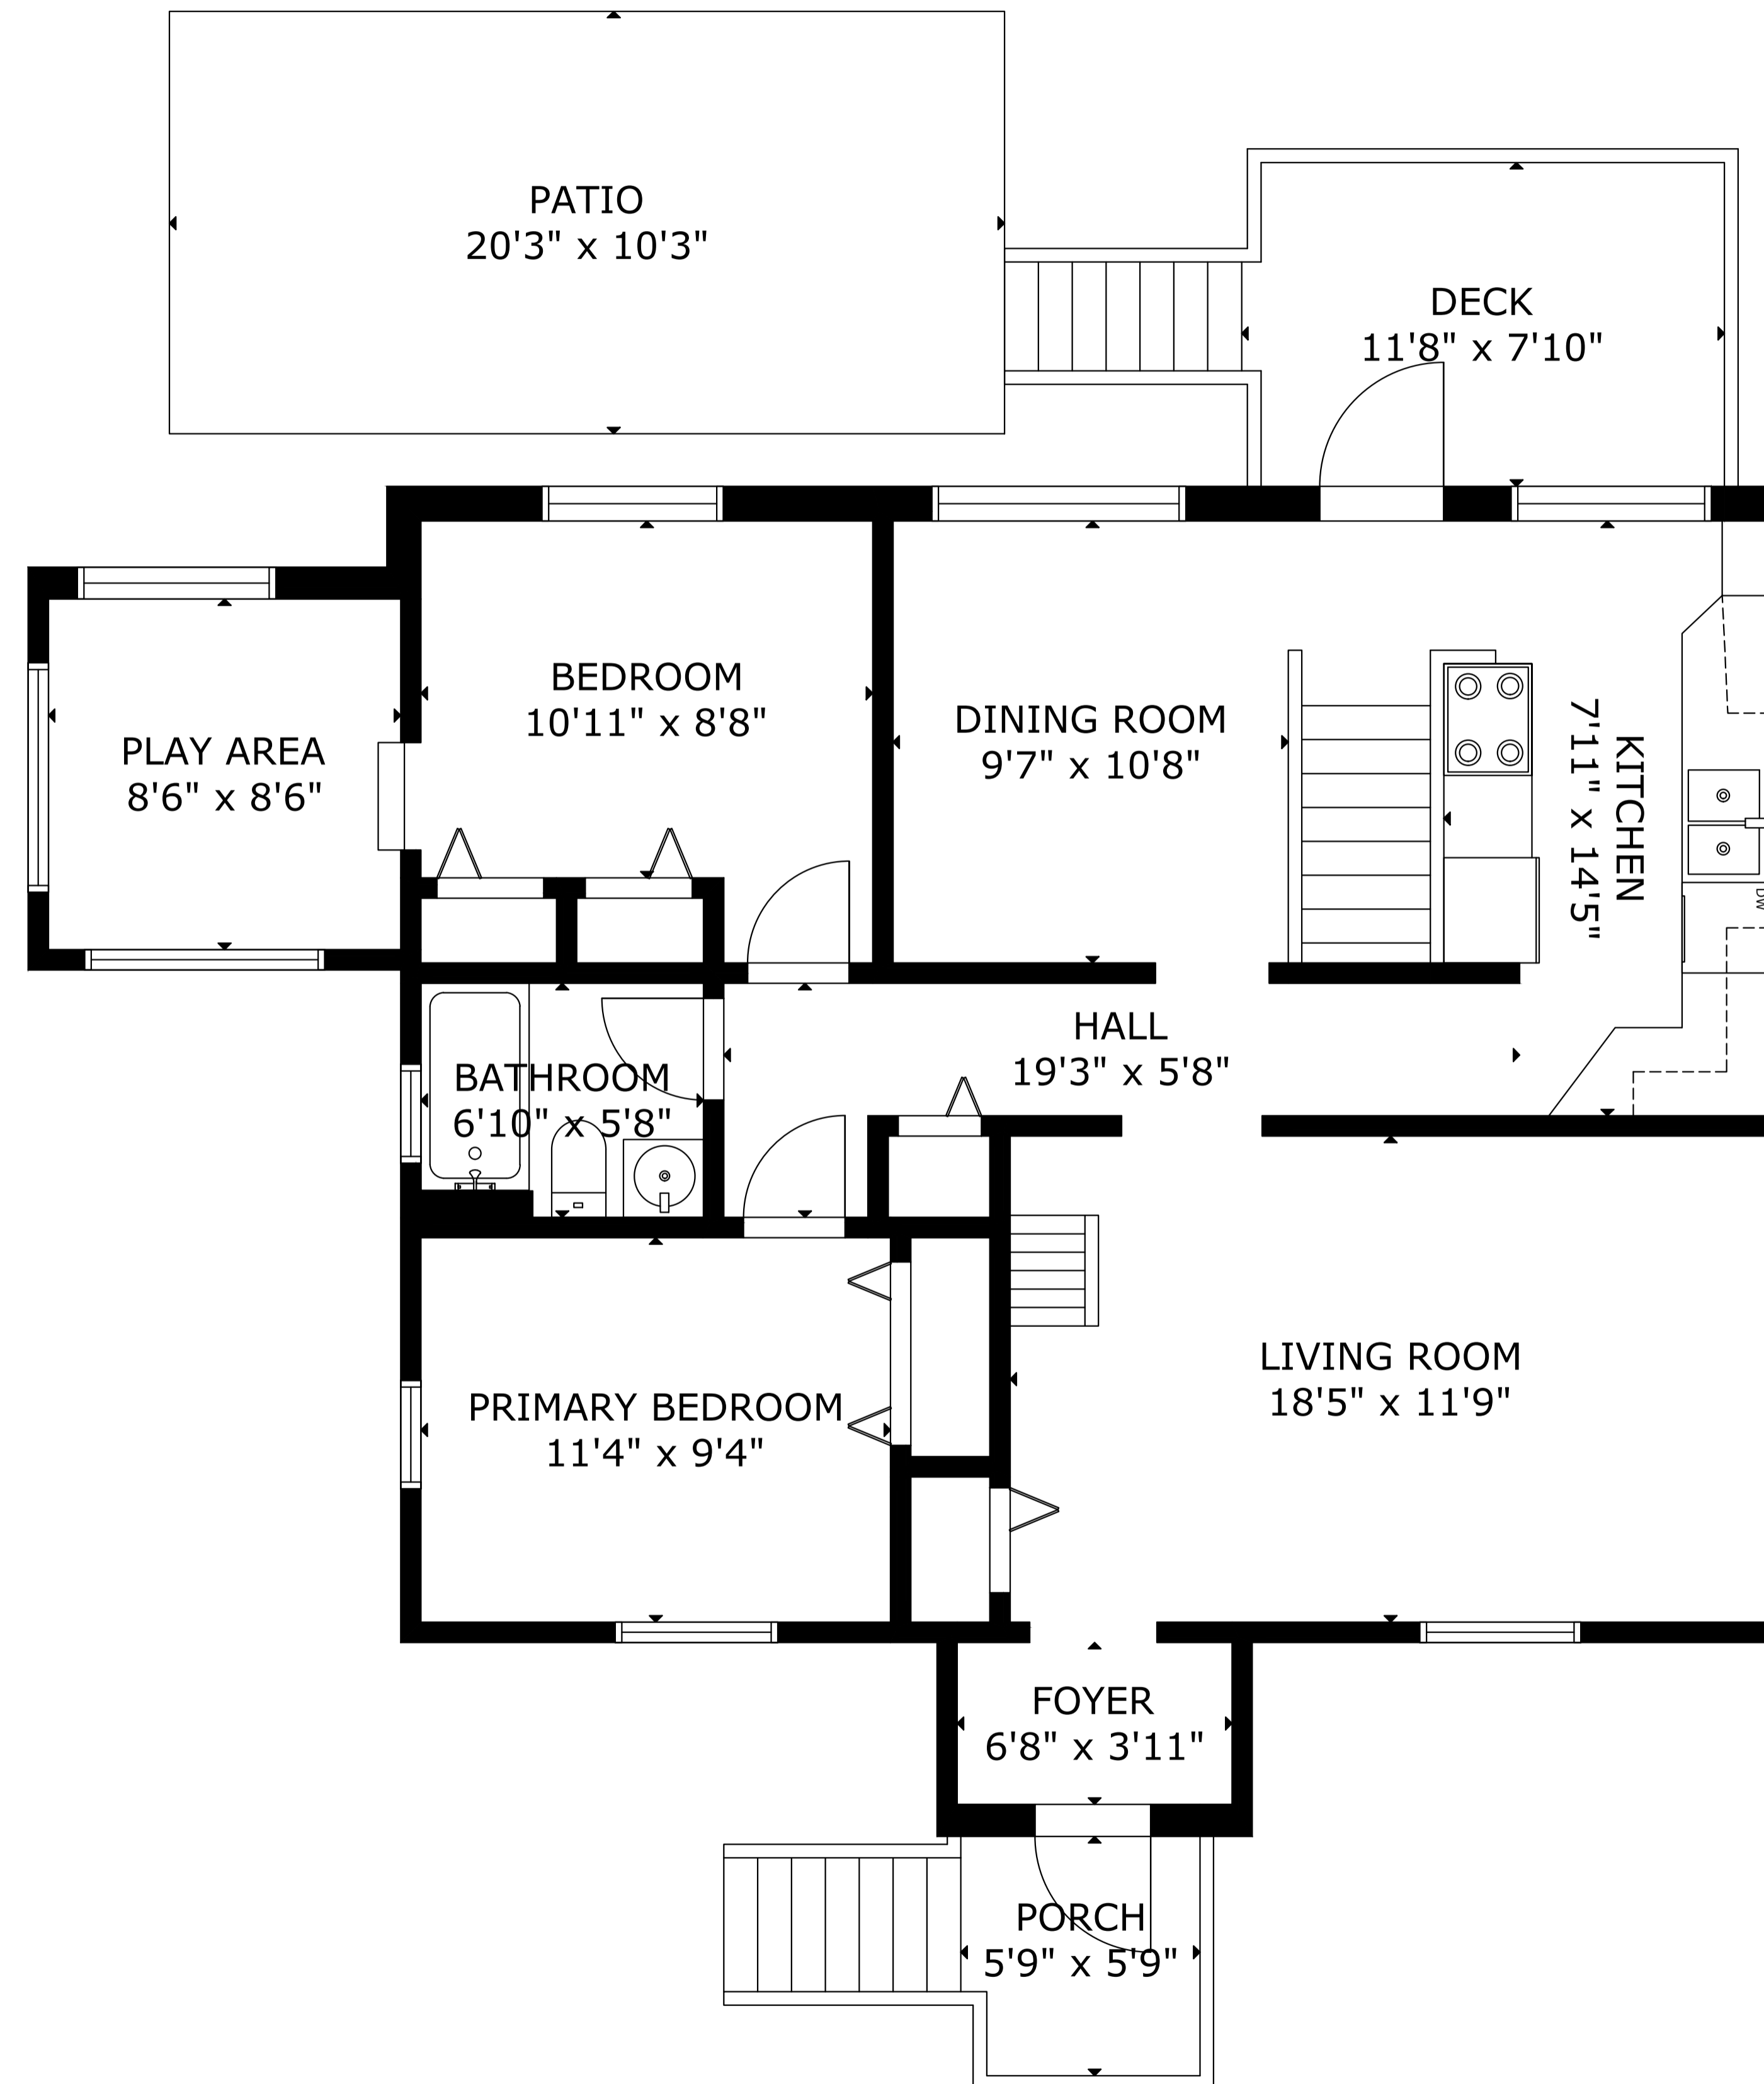 PATIO
20'3" x 10'3"
DECK
11'8" x 7'10"
BEDROOM
10'11" x 8'8"
DINING ROOM
9'7" x 10'8"
KITCHEN
7'11" x 14'5"
PLAY AREA
8'6" x 8'6"
DW
HALL
19'3" x 5'8"
BATHROOM
6'10" x 5'8"
LIVING ROOM
18'5" x 11'9"
PRIMARY BEDROOM
11'4" x 9'4"
FOYER
6'8" x 3'11"
PORCH
5'9" x 5'9"